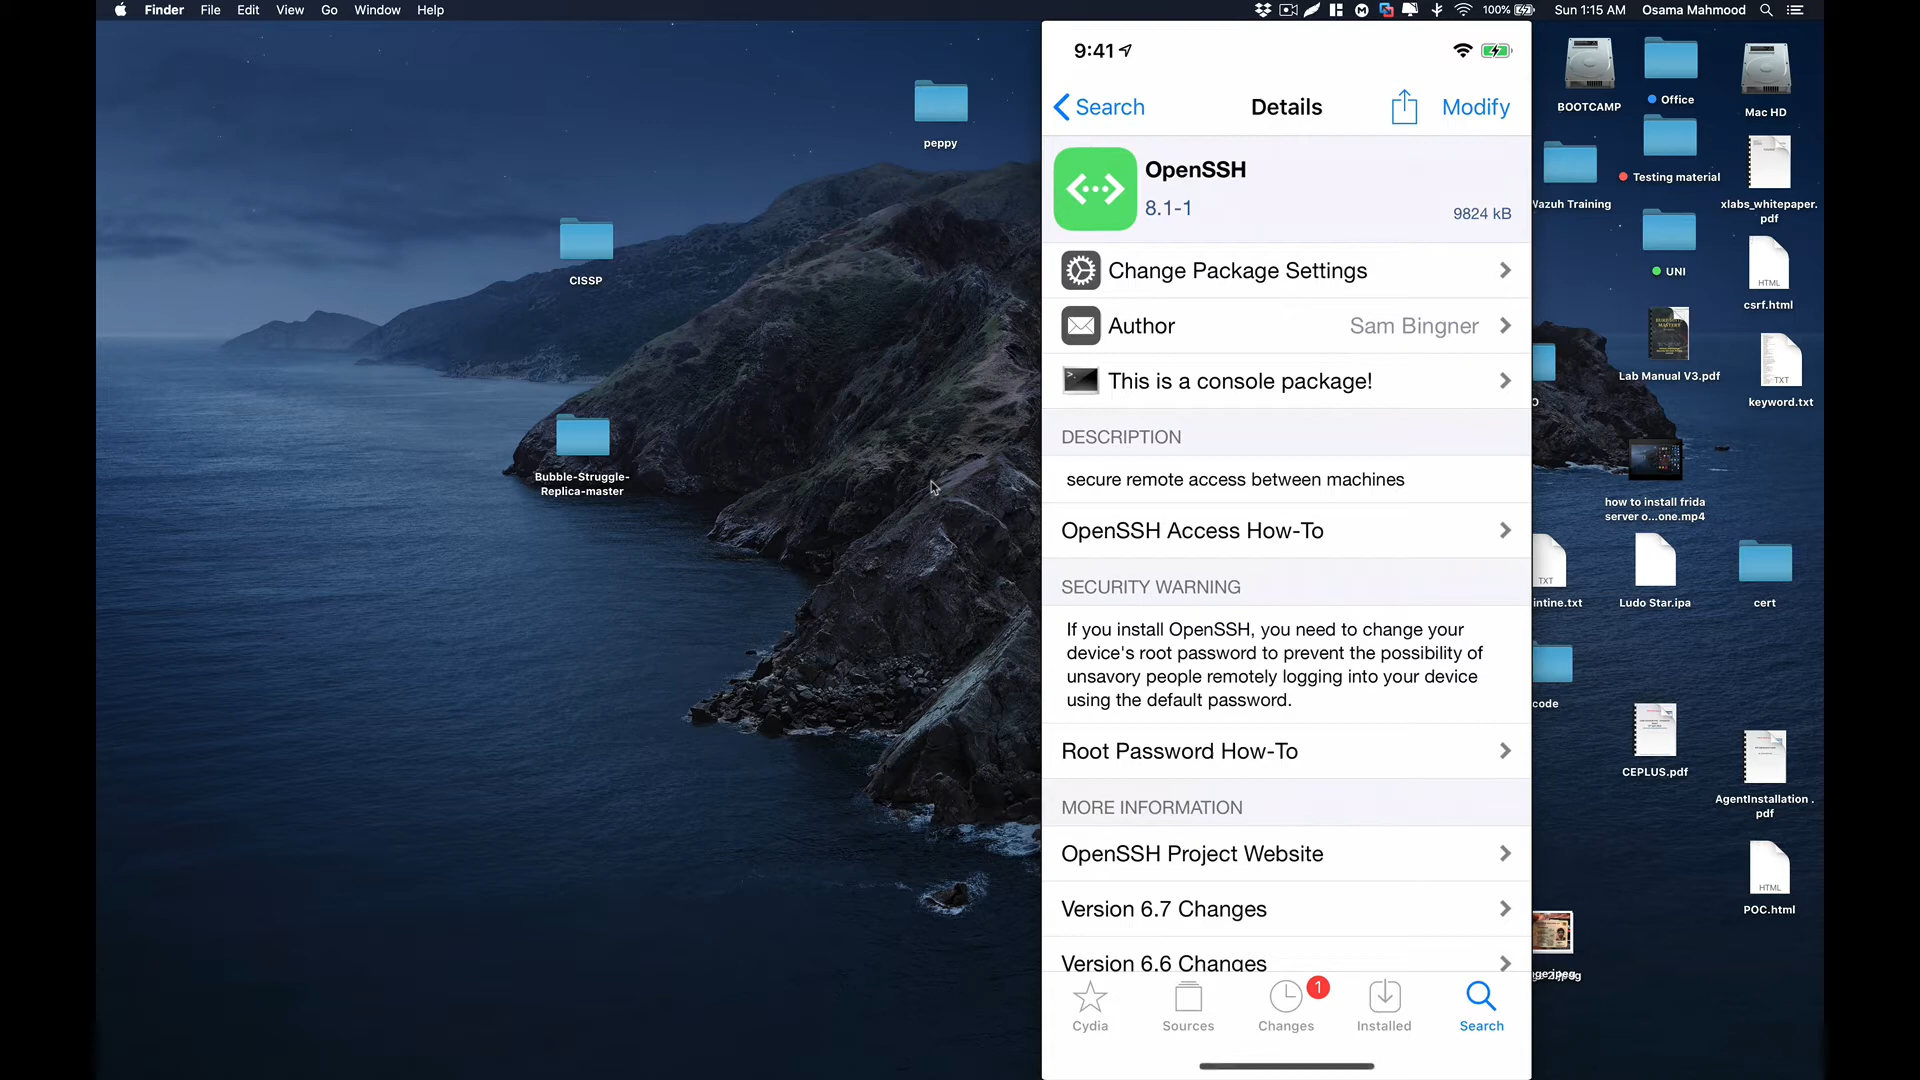 Finder File Edit View Go Window Help
100% Sun 1:15 AM Osama Mahmood
peppy
CISSP
Bubble-Struggle-
Replica-master
9:41
Search Details Modify
OpenSSH
8.1-1
9824 kB
Change Package Settings
Author Sam Bingner
This is a console package!
DESCRIPTION
secure remote access between machines
OpenSSH Access How-To
SECURITY WARNING
If you install OpenSSH, you need to change your
device's root password to prevent the possibility of
unsavory people remotely logging into your device
using the default password.
Root Password How-To
MORE INFORMATION
OpenSSH Project Website
Version 6.7 Changes
Version 6.6 Changes
1
Cydia Sources Changes Installed Search
BOOTCAMP
Office
Mac HD
Wazuh Training
Testing material
xlabs_whitepaper.
pdf
UNI
HTML
csrf.html
Lab Manual V3.pdf
TXT
keyword.txt
O
how to install frida
server o...one.mp4
TXT
intine.txt
Ludo Star.ipa
cert
code
CEPLUS.pdf
AgentInstallation .
pdf
HTML
POC.html